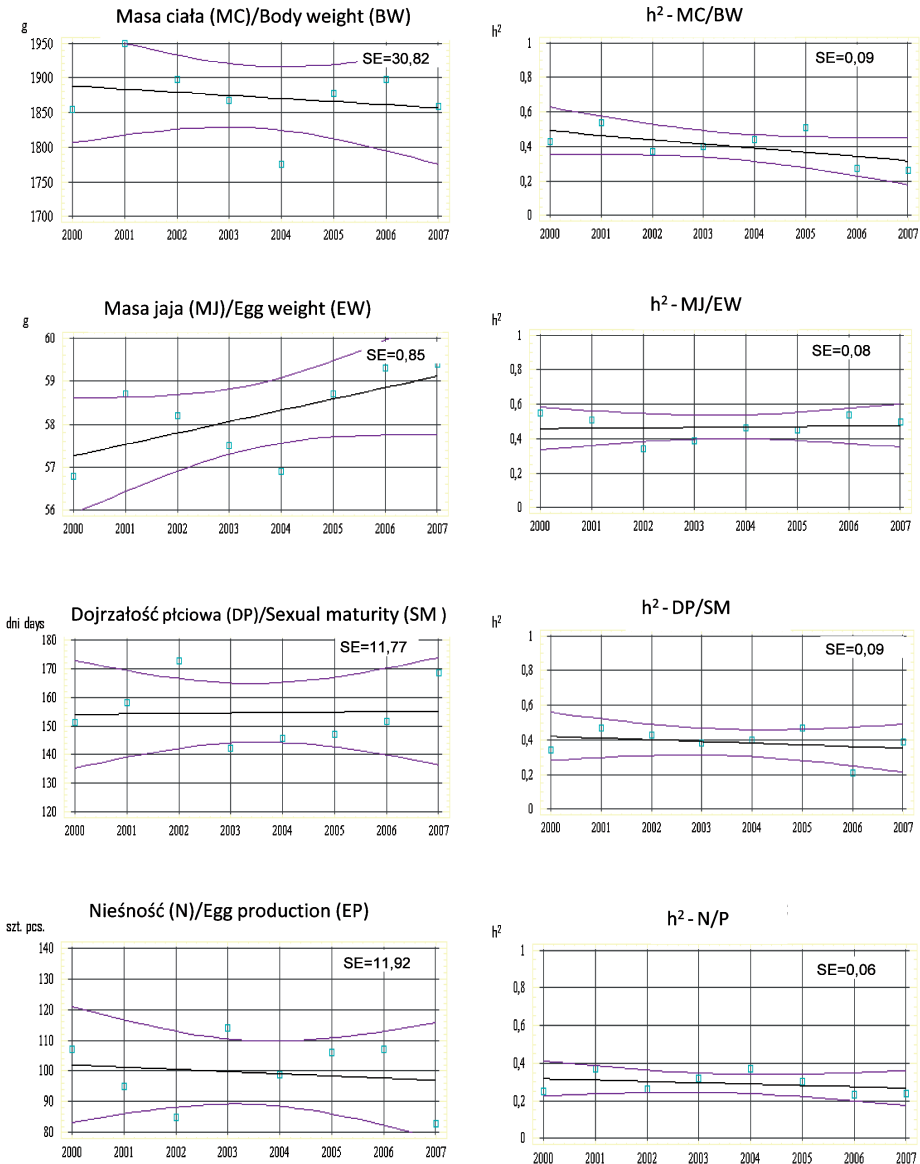 Masa ciała (MC)/Body weight (BW)
g
1950
1900
1850
1800
1750
1700
SE=30,82
2000 2001 2002 2003 2004 2005 2006 2007
h² - MC/BW
h²
1
0,8
0,6
0,4
0,2
0
SE=0,09
2000 2001 2002 2003 2004 2005 2006 2007
Masa jaja (MJ)/Egg weight (EW)
g
60
59
58
57
56
SE=0,85
2000 2001 2002 2003 2004 2005 2006 2007
h² - MJ/EW
h²
1
0,8
0,6
0,4
0,2
0
SE=0,08
2000 2001 2002 2003 2004 2005 2006 2007
Dojrzałość płciowa (DP)/Sexual maturity (SM )
dni days
180
170
160
150
140
130
120
SE=11,77
2000 2001 2002 2003 2004 2005 2006 2007
h² - DP/SM
h²
1
0,8
0,6
0,4
0,2
0
SE=0,09
2000 2001 2002 2003 2004 2005 2006 2007
Nieśność (N)/Egg production (EP)
szt. pcs.
140
130
120
110
100
90
80
SE=11,92
2000 2001 2002 2003 2004 2005 2006 2007
h² - N/P
h²
1
0,8
0,6
0,4
0,2
0
SE=0,06
2000 2001 2002 2003 2004 2005 2006 2007